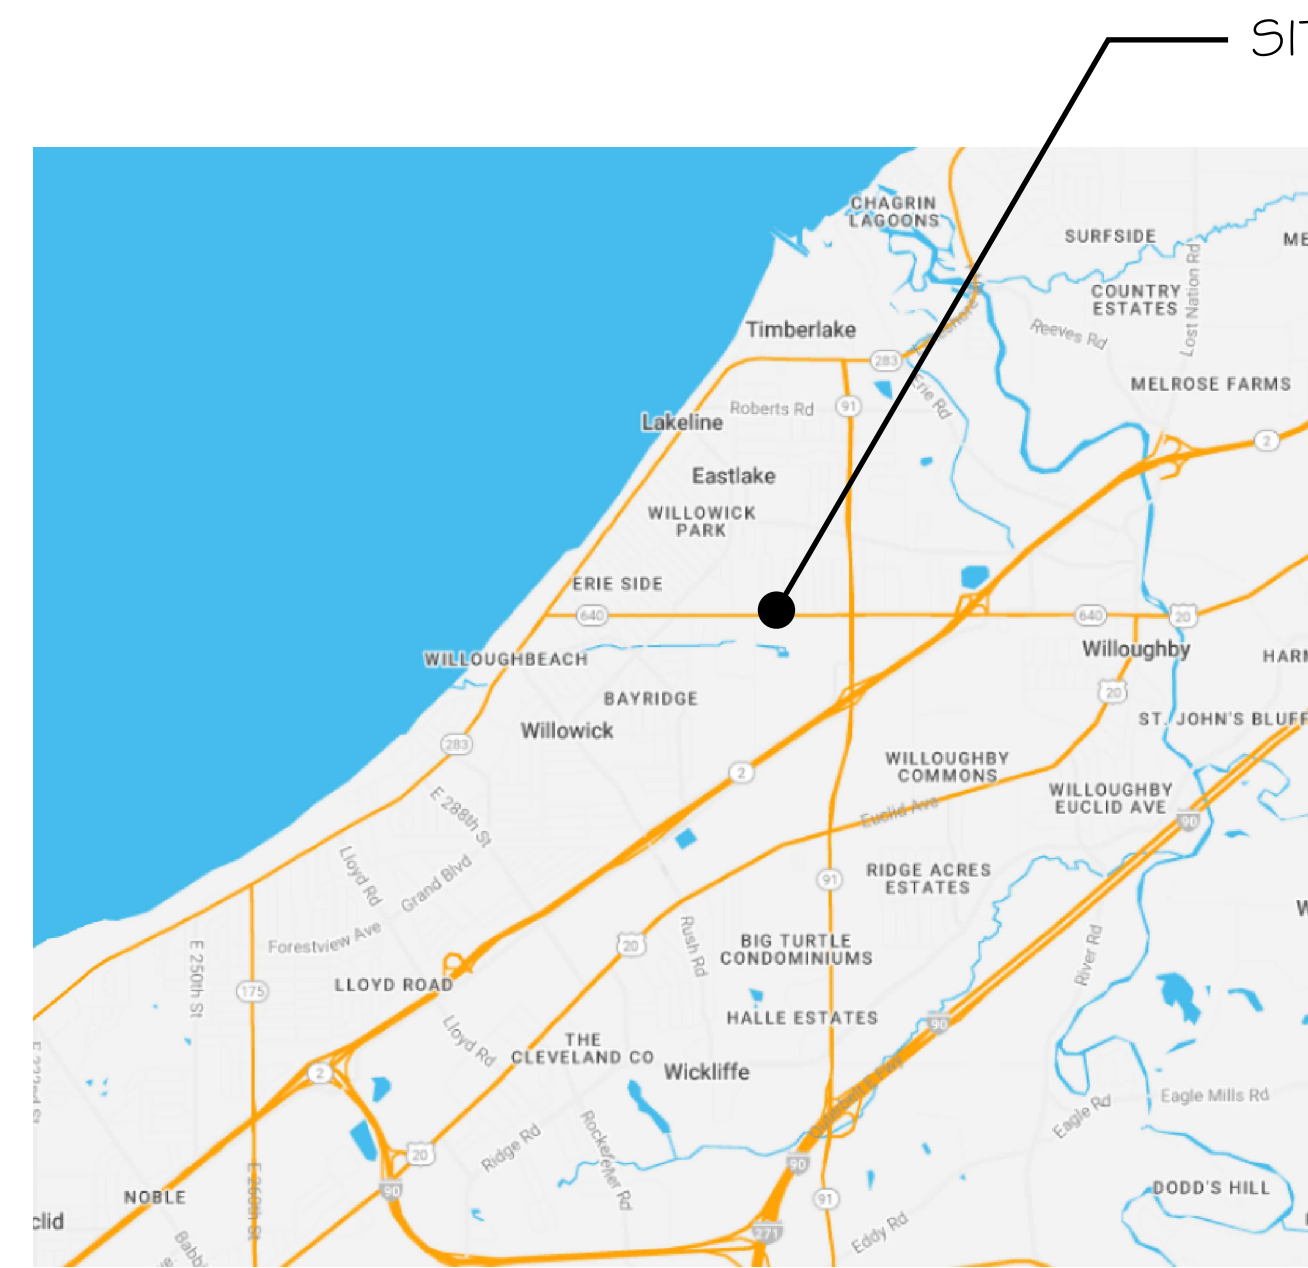 SIT
CHAGRIN
LAGOONS
SURFSIDE
ME
Lost Nation Rd
COUNTRY
ESTATES
Reeves Rd
Timberlake
283
MELROSE FARMS
Erie Rd
Roberts Rd
91
Lakeline
2
Eastlake
WILLOWICK
PARK
ERIE SIDE
640
640
20
Willoughby
WILLOUGHBEACH
HARM
20
BAYRIDGE
ST. JOHN'S BLUFF
Willowick
283
2
WILLOUGHBY
COMMONS
WILLOUGHBY
EUCLID AVE
Euclid Ave
E 288th St
90
Lloyd Rd
Grand Blvd
91
RIDGE ACRES
ESTATES
W
Forestview Ave
20
Rush Rd
BIG TURTLE
CONDOMINIUMS
River Rd
E 250th St
LLOYD ROAD
175
HALLE ESTATES
90
Lloyd Rd
THE
CLEVELAND CO
Wickliffe
2
E 222nd St
Eagle Mills Rd
Eagle Rd
Ridge Rd
Rockefeller Rd
20
90
90
NOBLE
E 260th St
91
DODD'S HILL
clid
271
Eddy Rd
Babbi